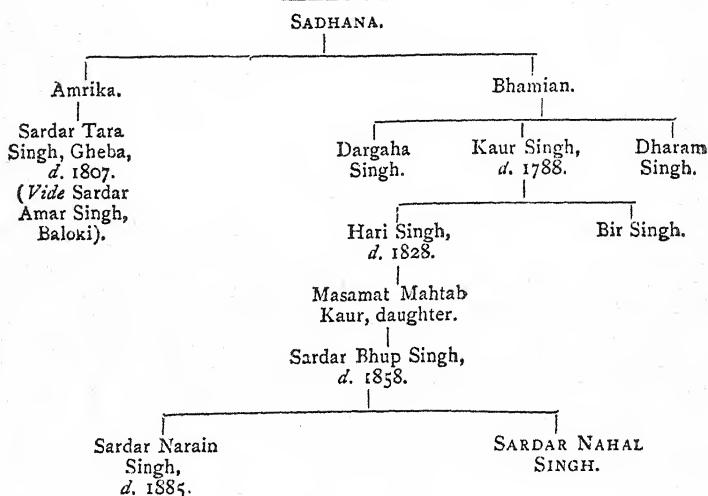 SADHANA.
Amrika.
Bhamian.
Sardar Tara
Singh, Gheba,
d. 1807.
(Vide Sardar
Amar Singh,
Baloki).
Dargaha
Singh.
Kaur Singh,
d. 1788.
Dharam
Singh.
Hari Singh,
d. 1828.
Bir Singh.
Masamat Mahtab
Kaur, daughter.
Sardar Bhup Singh,
d. 1858.
Sardar Narain
Singh,
d. 1885.
SARDAR NAHAL
SINGH.